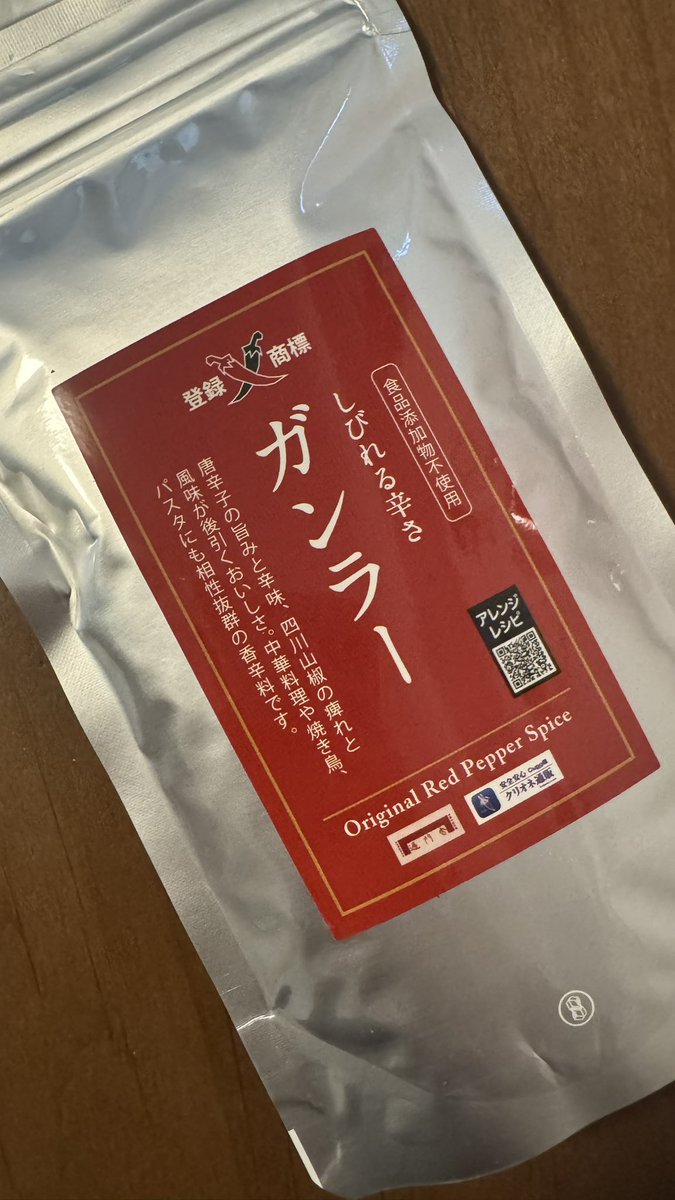 登録 商標
食品添加物不使用
しびれる辛さ
ガンラー
唐辛子の旨みと辛味、四川山椒の痺れと
風味が後引くおいしさ。中華料理や焼き鳥、
パスタにも相性抜群の香辛料です。
アレンジ
レシピ
Original Red Pepper Spice
安全安心
クリオネ通販